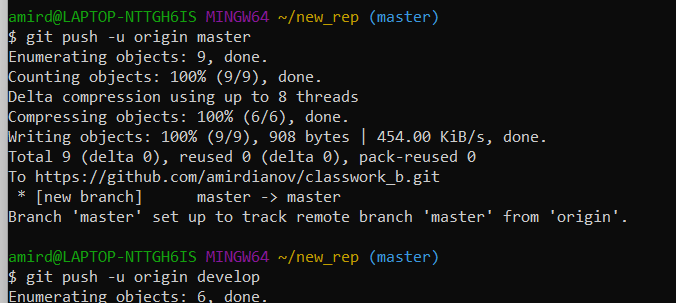 amird@LAPTOP-NTTGH6IS MINGW64 ~/new_rep (master)
$ git push -u origin master
Enumerating objects: 9, done.
Counting objects: 100% (9/9), done.
Delta compression using up to 8 threads
Compressing objects: 100% (6/6), done.
Writing objects: 100% (9/9), 908 bytes | 454.00 KiB/s, done.
Total 9 (delta 0), reused 0 (delta 0), pack-reused 0
To https://github.com/amirdianov/classwork_b.git
 * [new branch]      master -> master
Branch 'master' set up to track remote branch 'master' from 'origin'.
amird@LAPTOP-NTTGH6IS MINGW64 ~/new_rep (master)
$ git push -u origin develop
Enumerating objects: 6, done.